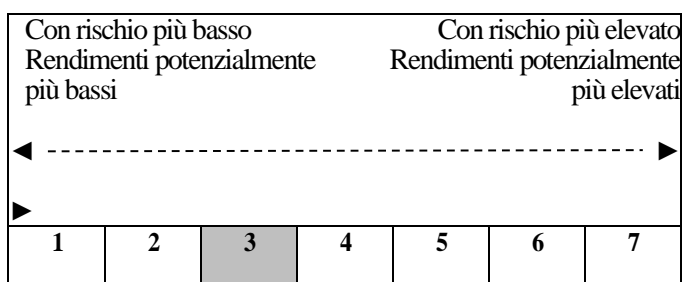 Con rischio più basso
Rendimenti potenzialmente
più bassi
Con rischio più elevato
Rendimenti potenzialmente
più elevati
1 2 3 4 5 6 7